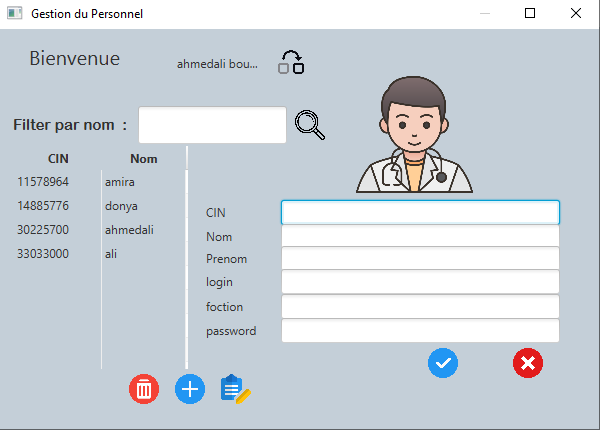 Gestion du Personnel
Bienvenue
ahmedali bou...
Filter par nom :
CIN Nom
11578964 amira
14885776 donya
30225700 ahmedali
33033000 ali
CIN
Nom
Prenom
login
foction
password